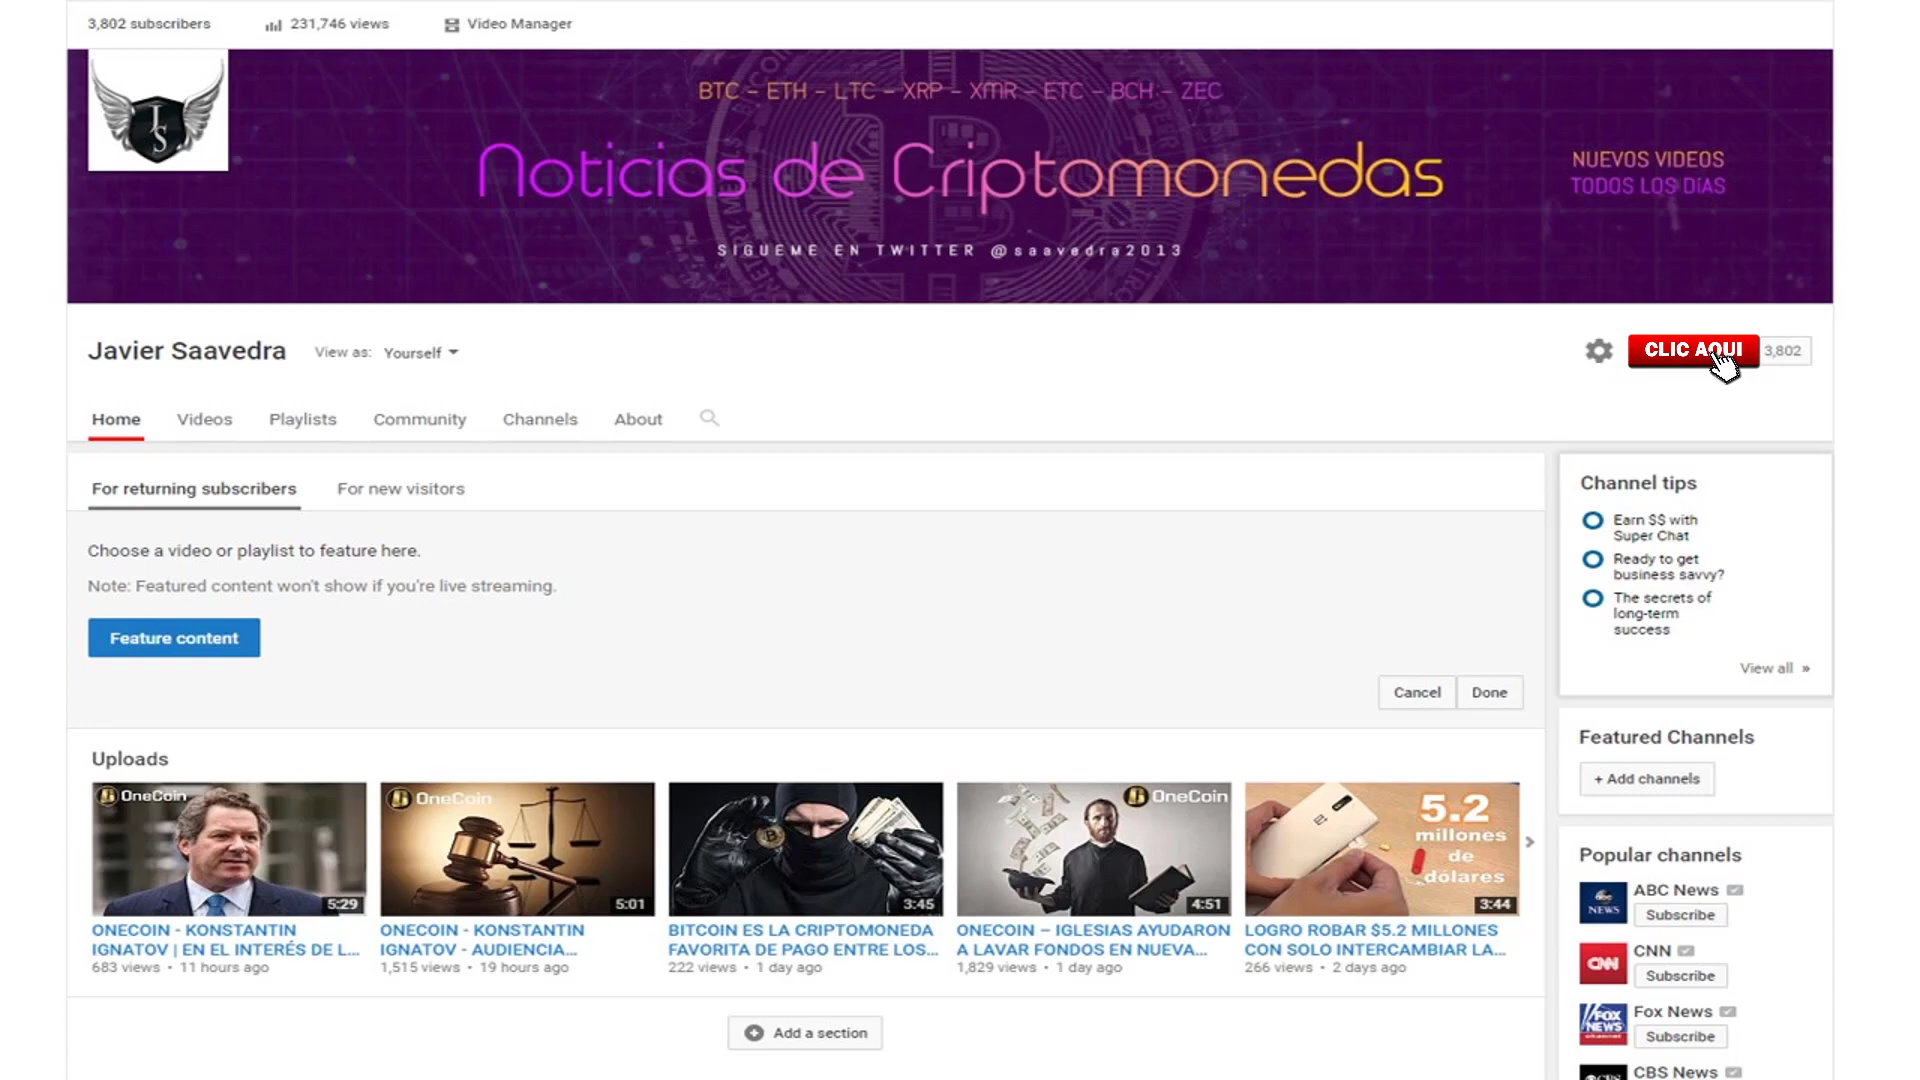 3,802 subscribers
231,746 views
Video Manager
BTC – ETH – LTC – XRP – XMR – ETC – BCH – ZEC
Noticias de Criptomonedas
NUEVOS VIDEOS
TODOS LOS DíAS
SIGUEME EN TWITTER @saavedra2013
JS
Javier Saavedra
View as: Yourself
CLIC AQUI
3,802
Home
Videos
Playlists
Community
Channels
About
For returning subscribers
For new visitors
Choose a video or playlist to feature here.
Note: Featured content won't show if you're live streaming.
Feature content
Cancel
Done
Channel tips
Earn $$ with
Super Chat
Ready to get
business savvy?
The secrets of
long-term
success
View all »
Featured Channels
+ Add channels
Uploads
OneCoin
5:29
ONECOIN - KONSTANTIN
IGNATOV | EN EL INTERÉS DE L...
683 views • 11 hours ago
OneCoin
5:01
ONECOIN - KONSTANTIN
IGNATOV - AUDIENCIA...
1,515 views • 19 hours ago
3:45
BITCOIN ES LA CRIPTOMONEDA
FAVORITA DE PAGO ENTRE LOS...
222 views • 1 day ago
OneCoin
4:51
ONECOIN – IGLESIAS AYUDARON
A LAVAR FONDOS EN NUEVA...
1,829 views • 1 day ago
5.2
millones
de
dólares
3:44
LOGRO ROBAR $5.2 MILLONES
CON SOLO INTERCAMBIAR LA...
266 views • 2 days ago
Add a section
Popular channels
abc
NEWS
ABC News
Subscribe
CNN
CNN
Subscribe
FOX
NEWS
Fox News
Subscribe
CBS News